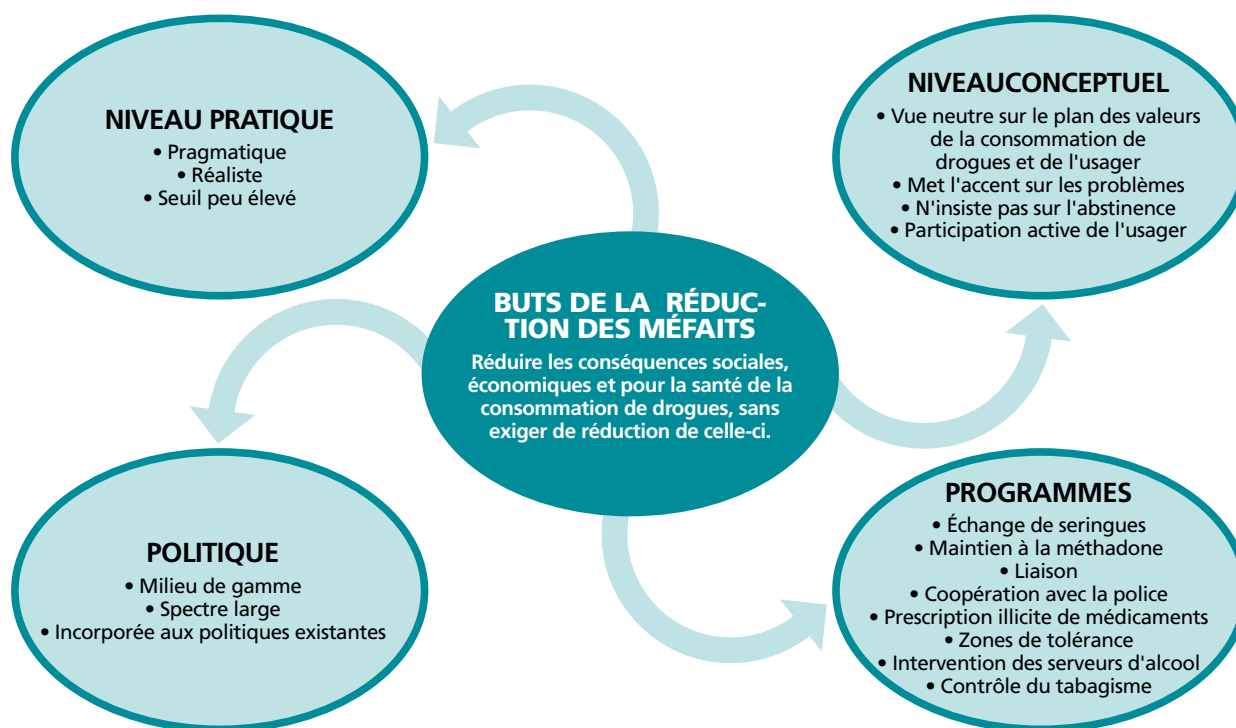 NIVEAU PRATIQUE
• Pragmatique
• Réaliste
• Seuil peu élevé
NIVEAUCONCEPTUEL
• Vue neutre sur le plan des valeurs
de la consommation de
drogues et de l'usager
• Met l'accent sur les problèmes
• N'insiste pas sur l'abstinence
• Participation active de l'usager
BUTS DE LA RÉDUC-
TION DES MÉFAITS
Réduire les conséquences sociales,
économiques et pour la santé de la
consommation de drogues, sans
exiger de réduction de celle-ci.
POLITIQUE
• Milieu de gamme
• Spectre large
• Incorporée aux politiques existantes
PROGRAMMES
• Échange de seringues
• Maintien à la méthadone
• Liaison
• Coopération avec la police
• Prescription illicite de médicaments
• Zones de tolérance
• Intervention des serveurs d'alcool
• Contrôle du tabagisme